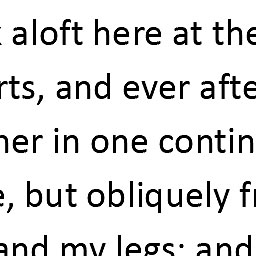 aloft here at the
rts, and ever afte
her in one contin
e, but obliquely fr
and my legs; and